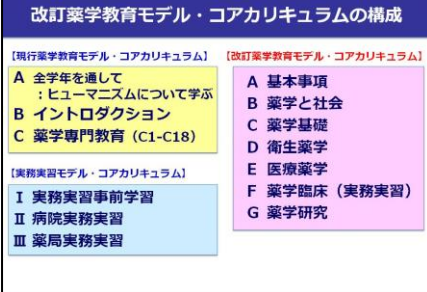 改訂薬学教育モデル・コアカリキュラムの構成
【現行薬学教育モデル・コアカリキュラム】
A 全学年を通して
：ヒューマニズムについて学ぶ
B イントロダクション
C 薬学専門教育（C1-C18）
【実務実習モデル・コアカリキュラム】
Ⅰ 実務実習事前学習
Ⅱ 病院実務実習
Ⅲ 薬局実務実習
【改訂薬学教育モデル・コアカリキュラム】
A 基本事項
B 薬学と社会
C 薬学基礎
D 衛生薬学
E 医療薬学
F 薬学臨床（実務実習）
G 薬学研究